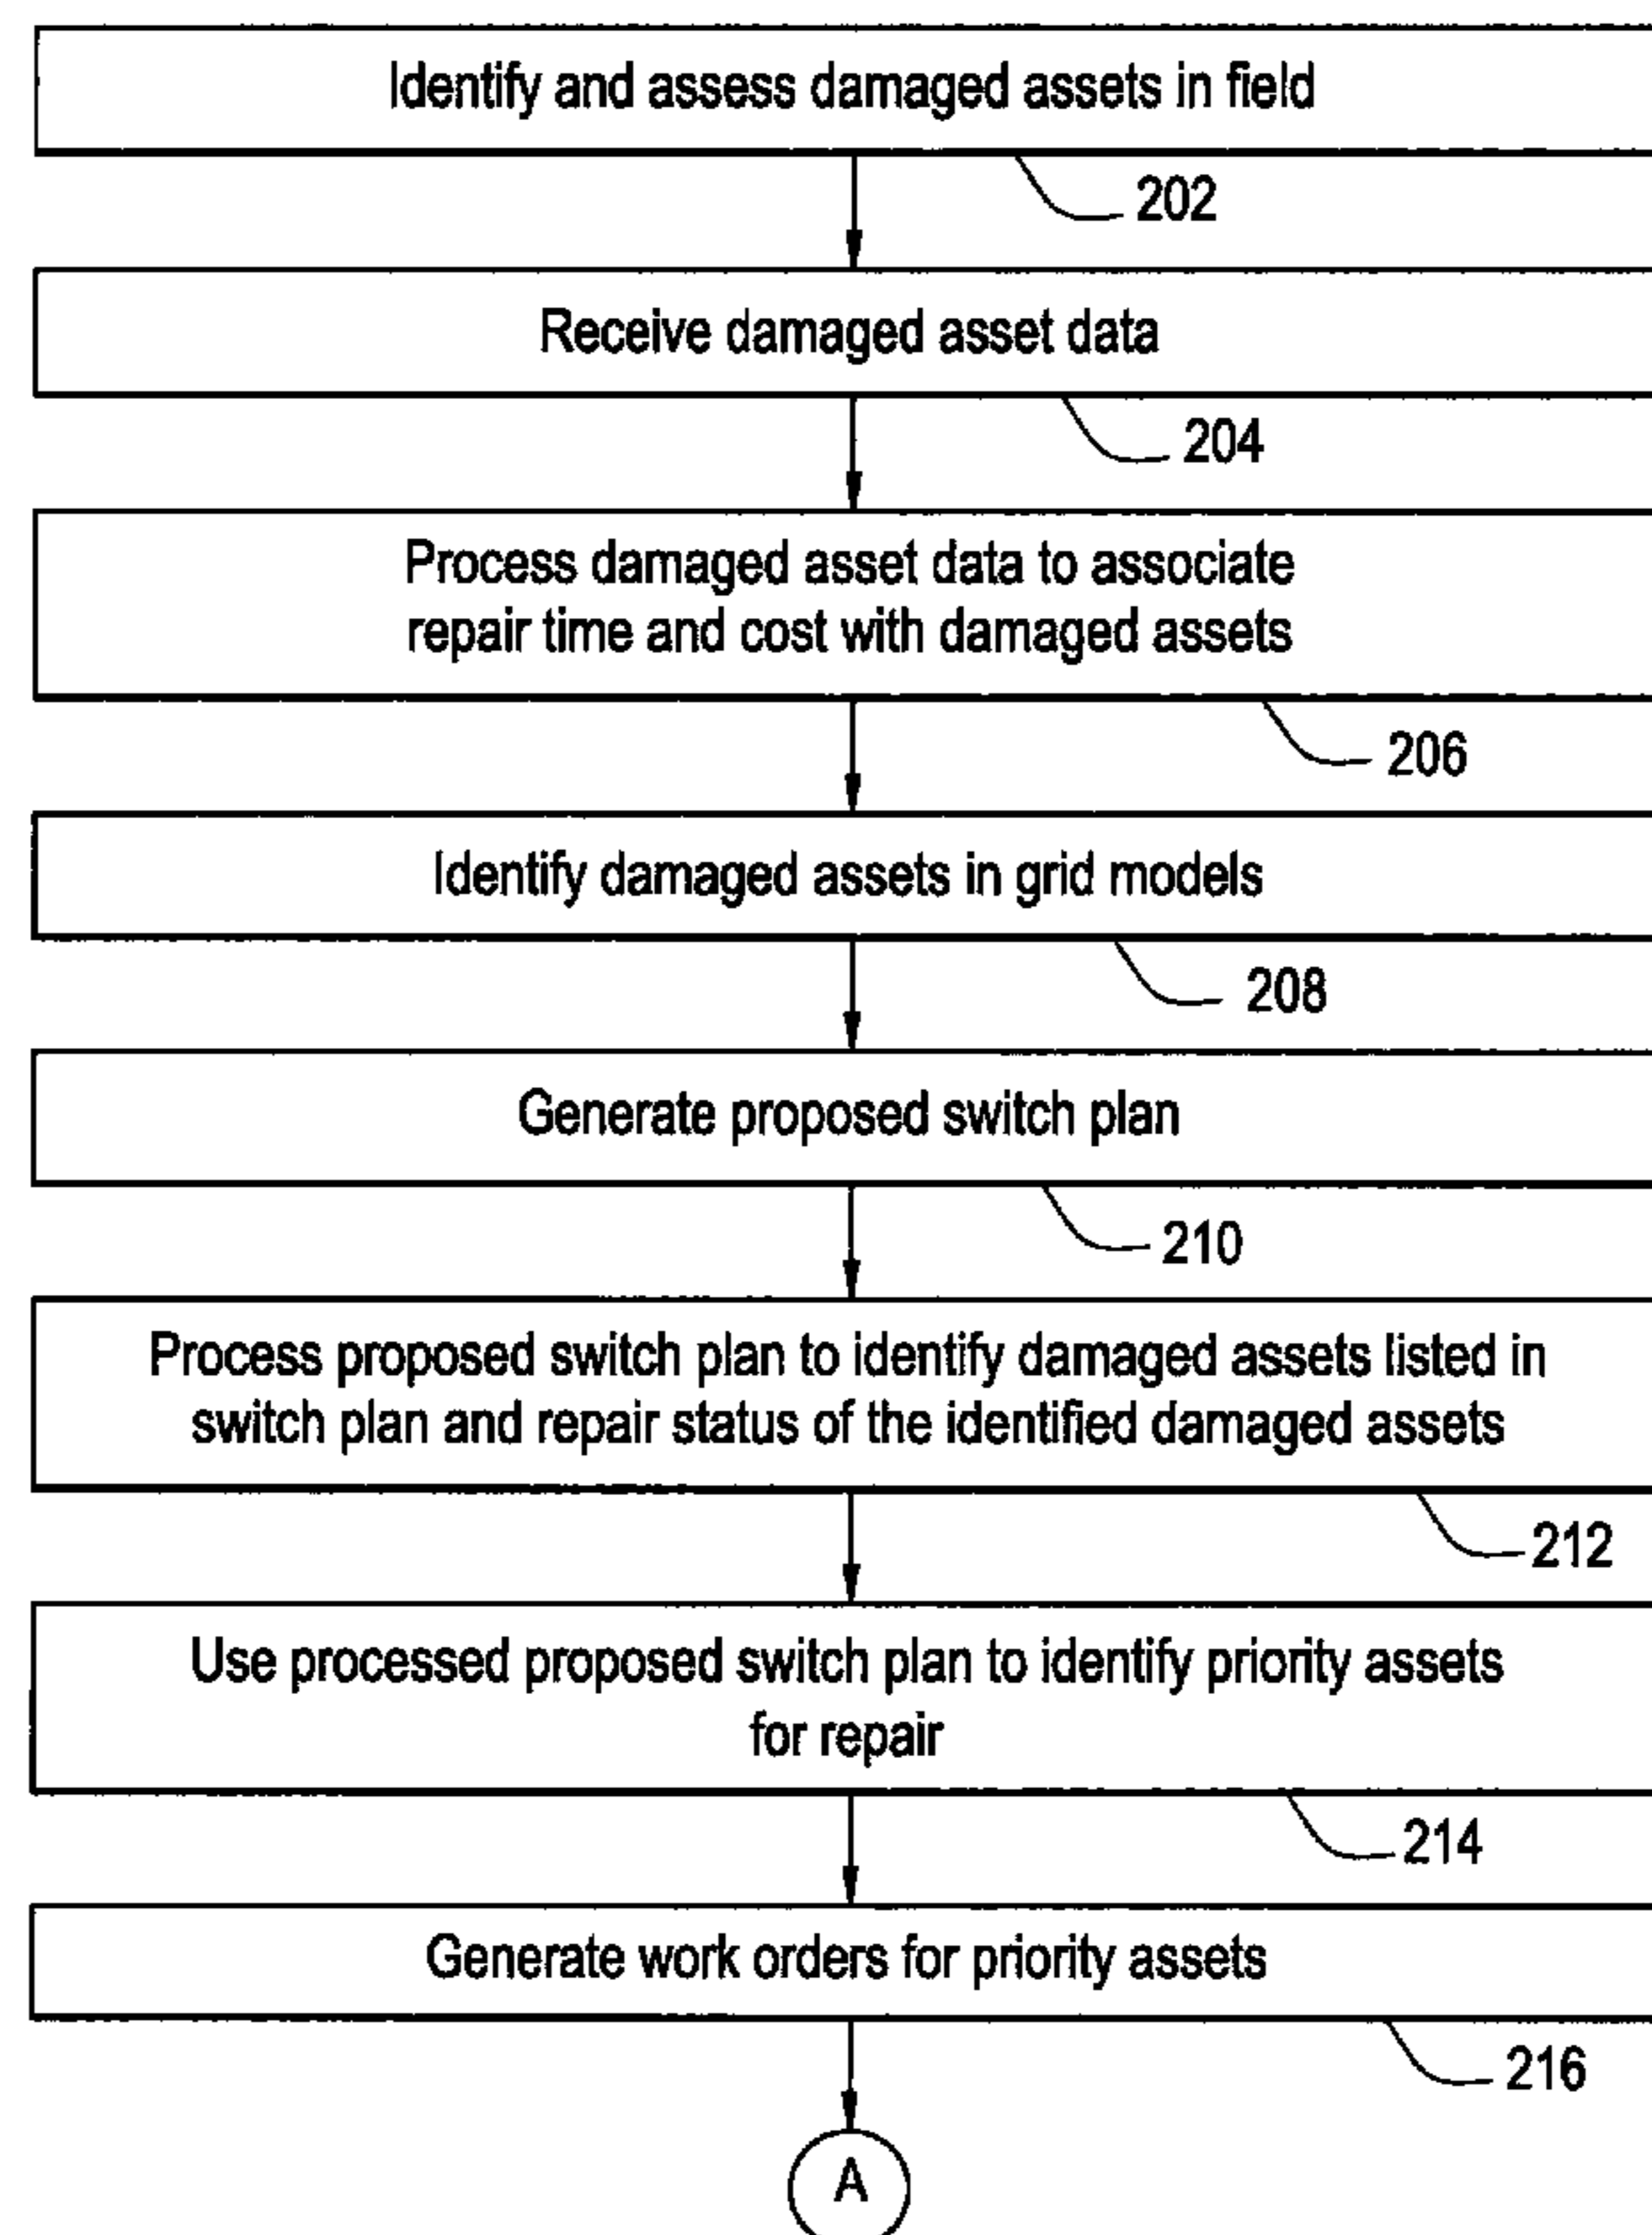 Identify and assess damaged assets in field
202
Receive damaged asset data
204
Process damaged asset data to associate
repair time and cost with damaged assets
206
Identify damaged assets in grid models
208
Generate proposed switch plan
210
Process proposed switch plan to identify damaged assets listed in
switch plan and repair status of the identified damaged assets
212
Use processed proposed switch plan to identify priority assets
for repair
214
Generate work orders for priority assets
216
A